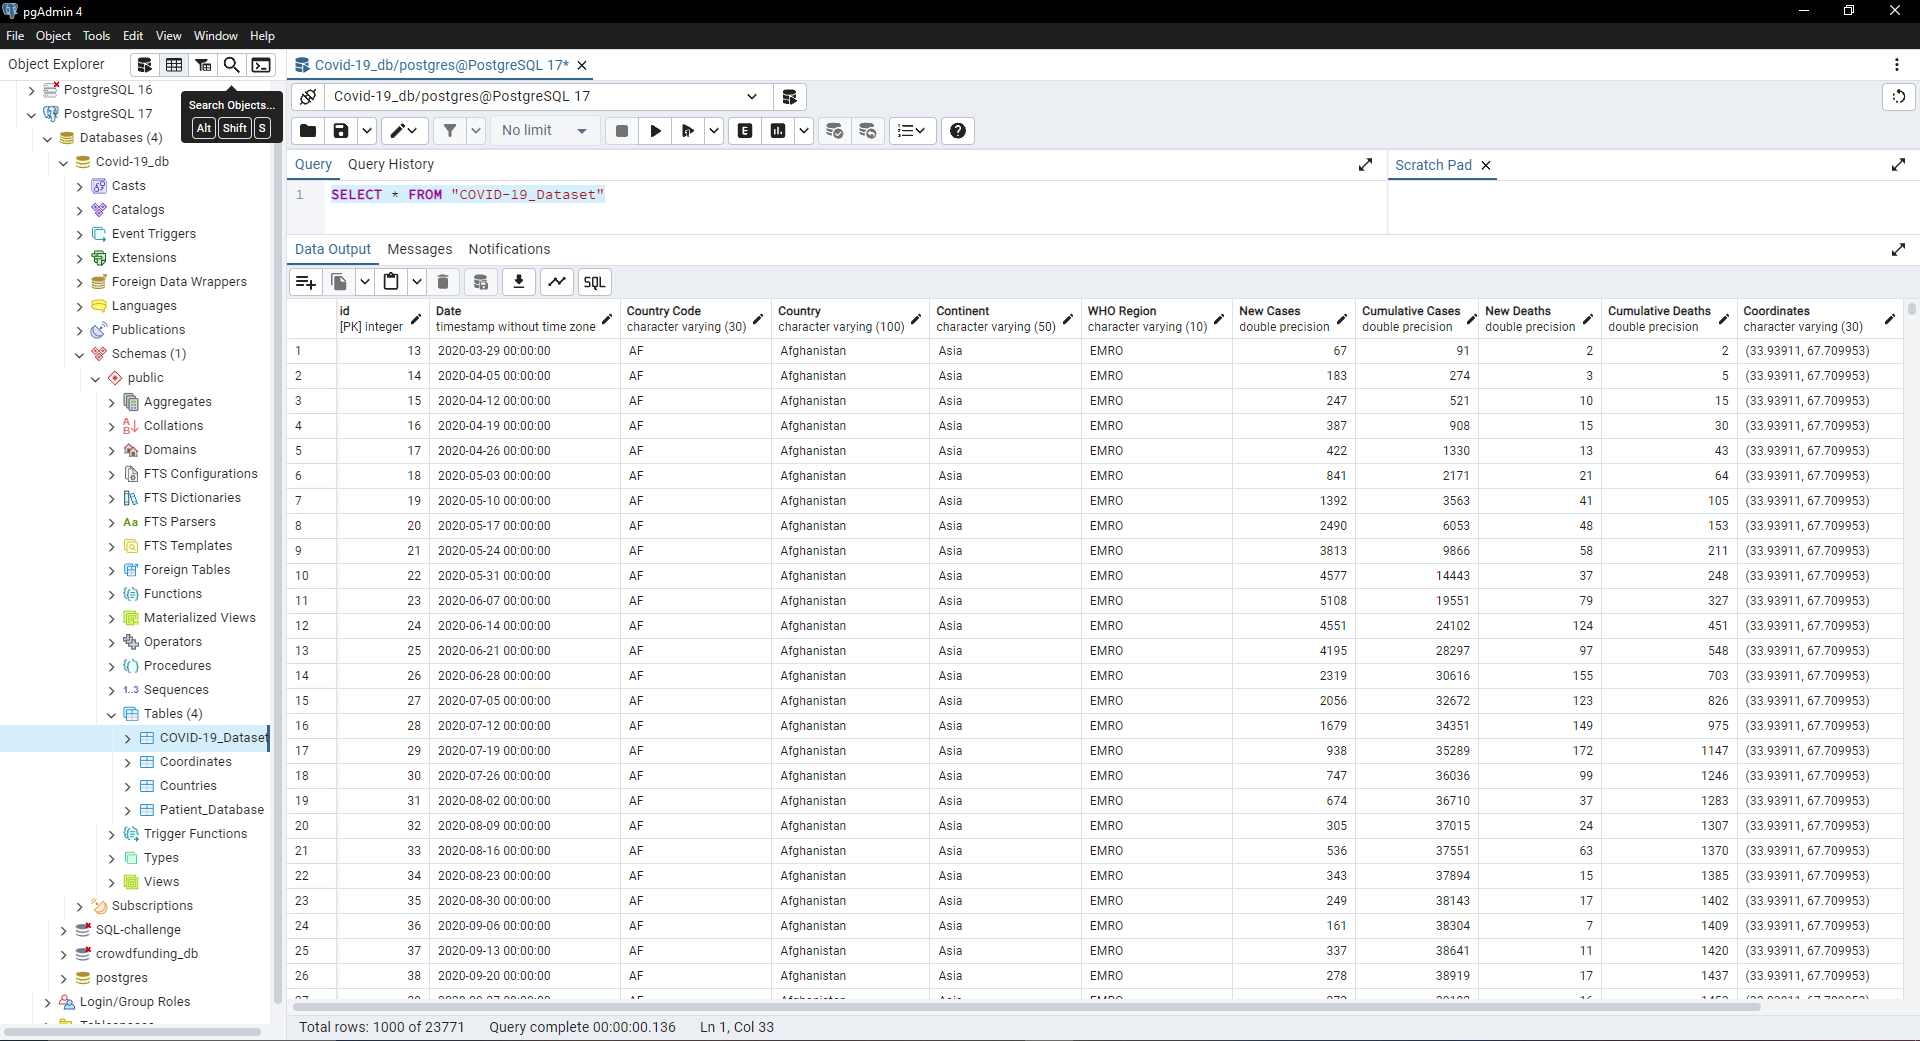 pgAdmin 4
File Object Tools Edit View Window Help
Object Explorer
PostgreSQL 16
PostgreSQL 17
Databases (4)
Covid-19_db
Casts
Catalogs
Event Triggers
Extensions
Foreign Data Wrappers
Languages
Publications
Schemas (1)
public
Aggregates
Collations
Domains
FTS Configurations
FTS Dictionaries
Aa FTS Parsers
FTS Templates
Foreign Tables
Functions
Materialized Views
Operators
Procedures
1..3 Sequences
Tables (4)
COVID-19_Dataset
Coordinates
Countries
Patient_Database
Trigger Functions
Types
Views
Subscriptions
SQL-challenge
crowdfunding_db
postgres
Login/Group Roles
Search Objects...
Alt Shift S
Covid-19_db/postgres@PostgreSQL 17*
Covid-19_db/postgres@PostgreSQL 17
No limit
E
Query Query History
Scratch Pad
1 SELECT * FROM "COVID-19_Dataset"
Data Output Messages Notifications
SQL
id Date Country Code Country Continent WHO Region New Cases Cumulative Cases New Deaths Cumulative Deaths Coordinates
[PK] integer timestamp without time zone character varying (30) character varying (100) character varying (50) character varying (10) double precision double precision double precision double precision character varying (30)
1 13 2020-03-29 00:00:00 AF Afghanistan Asia EMRO 67 91 2 2 (33.93911, 67.709953)
2 14 2020-04-05 00:00:00 AF Afghanistan Asia EMRO 183 274 3 5 (33.93911, 67.709953)
3 15 2020-04-12 00:00:00 AF Afghanistan Asia EMRO 247 521 10 15 (33.93911, 67.709953)
4 16 2020-04-19 00:00:00 AF Afghanistan Asia EMRO 387 908 15 30 (33.93911, 67.709953)
5 17 2020-04-26 00:00:00 AF Afghanistan Asia EMRO 422 1330 13 43 (33.93911, 67.709953)
6 18 2020-05-03 00:00:00 AF Afghanistan Asia EMRO 841 2171 21 64 (33.93911, 67.709953)
7 19 2020-05-10 00:00:00 AF Afghanistan Asia EMRO 1392 3563 41 105 (33.93911, 67.709953)
8 20 2020-05-17 00:00:00 AF Afghanistan Asia EMRO 2490 6053 48 153 (33.93911, 67.709953)
9 21 2020-05-24 00:00:00 AF Afghanistan Asia EMRO 3813 9866 58 211 (33.93911, 67.709953)
10 22 2020-05-31 00:00:00 AF Afghanistan Asia EMRO 4577 14443 37 248 (33.93911, 67.709953)
11 23 2020-06-07 00:00:00 AF Afghanistan Asia EMRO 5108 19551 79 327 (33.93911, 67.709953)
12 24 2020-06-14 00:00:00 AF Afghanistan Asia EMRO 4551 24102 124 451 (33.93911, 67.709953)
13 25 2020-06-21 00:00:00 AF Afghanistan Asia EMRO 4195 28297 97 548 (33.93911, 67.709953)
14 26 2020-06-28 00:00:00 AF Afghanistan Asia EMRO 2319 30616 155 703 (33.93911, 67.709953)
15 27 2020-07-05 00:00:00 AF Afghanistan Asia EMRO 2056 32672 123 826 (33.93911, 67.709953)
16 28 2020-07-12 00:00:00 AF Afghanistan Asia EMRO 1679 34351 149 975 (33.93911, 67.709953)
17 29 2020-07-19 00:00:00 AF Afghanistan Asia EMRO 938 35289 172 1147 (33.93911, 67.709953)
18 30 2020-07-26 00:00:00 AF Afghanistan Asia EMRO 747 36036 99 1246 (33.93911, 67.709953)
19 31 2020-08-02 00:00:00 AF Afghanistan Asia EMRO 674 36710 37 1283 (33.93911, 67.709953)
20 32 2020-08-09 00:00:00 AF Afghanistan Asia EMRO 305 37015 24 1307 (33.93911, 67.709953)
21 33 2020-08-16 00:00:00 AF Afghanistan Asia EMRO 536 37551 63 1370 (33.93911, 67.709953)
22 34 2020-08-23 00:00:00 AF Afghanistan Asia EMRO 343 37894 15 1385 (33.93911, 67.709953)
23 35 2020-08-30 00:00:00 AF Afghanistan Asia EMRO 249 38143 17 1402 (33.93911, 67.709953)
24 36 2020-09-06 00:00:00 AF Afghanistan Asia EMRO 161 38304 7 1409 (33.93911, 67.709953)
25 37 2020-09-13 00:00:00 AF Afghanistan Asia EMRO 337 38641 11 1420 (33.93911, 67.709953)
26 38 2020-09-20 00:00:00 AF Afghanistan Asia EMRO 278 38919 17 1437 (33.93911, 67.709953)
Total rows: 1000 of 23771 Query complete 00:00:00.136 Ln 1, Col 33